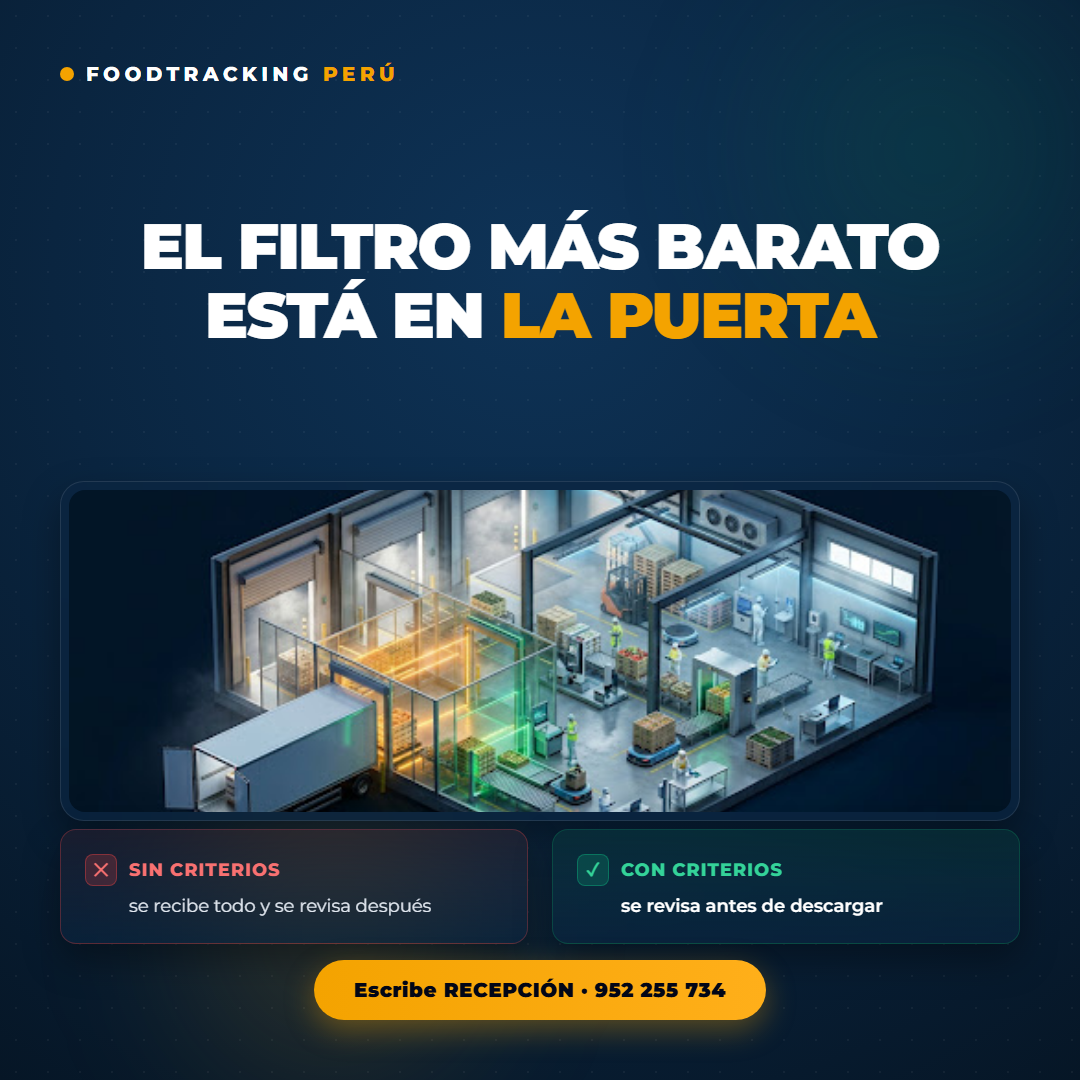 FOODTRACKING PERÚ
EL FILTRO MÁS BARATO
ESTÁ EN LA PUERTA
SIN CRITERIOS
se recibe todo y se revisa después
CON CRITERIOS
se revisa antes de descargar
Escribe RECEPCIÓN · 952 255 734